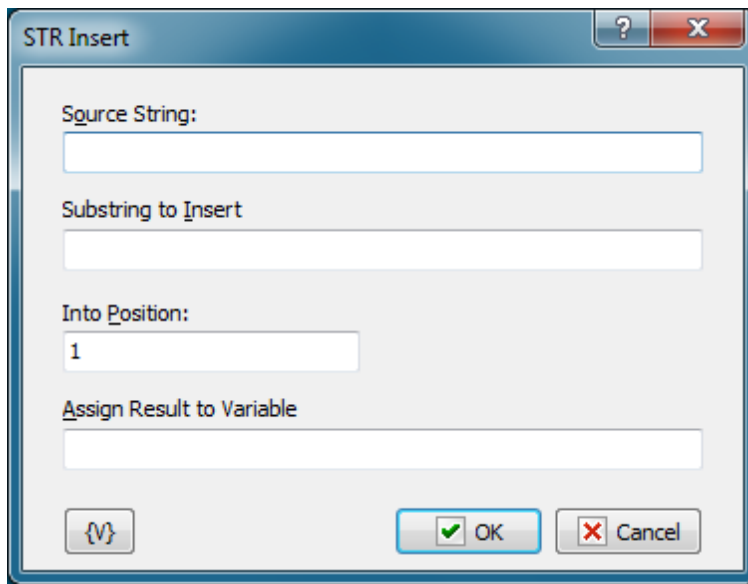 STR Insert
?
Source String:
Substring to Insert
Into Position:
1
Assign Result to Variable
{V}
OK
Cancel